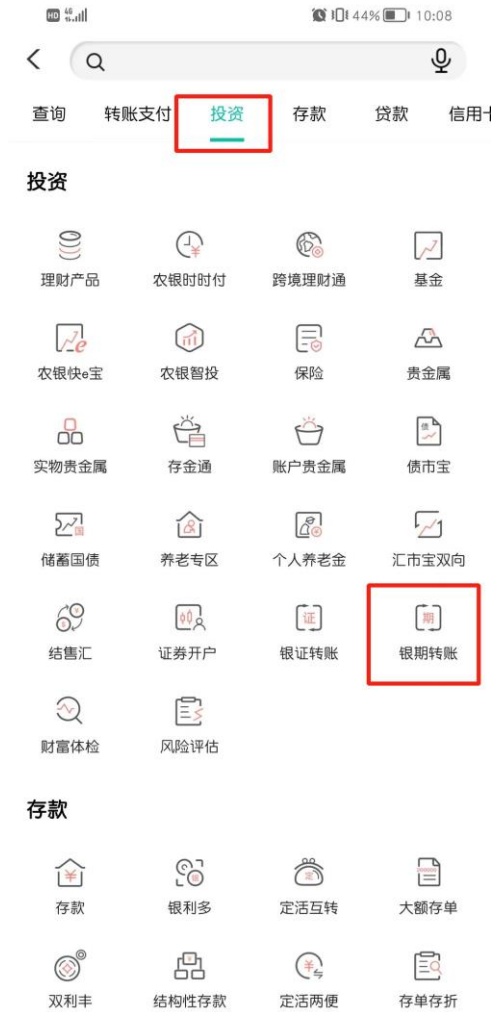 HD 4G 44% 10:08
查询 转账支付 投资 存款 贷款 信用卡
投资
理财产品 农银时时付 跨境理财通 基金
农银快e宝 农银智投 保险 贵金属
实物贵金属 存金通 账户贵金属 债市宝
储蓄国债 养老专区 个人养老金 汇市宝双向
结售汇 证券开户 银证转账 银期转账
财富体检 风险评估
存款
存款 银利多 定活互转 大额存单
双利丰 结构性存款 定活两便 存单存折